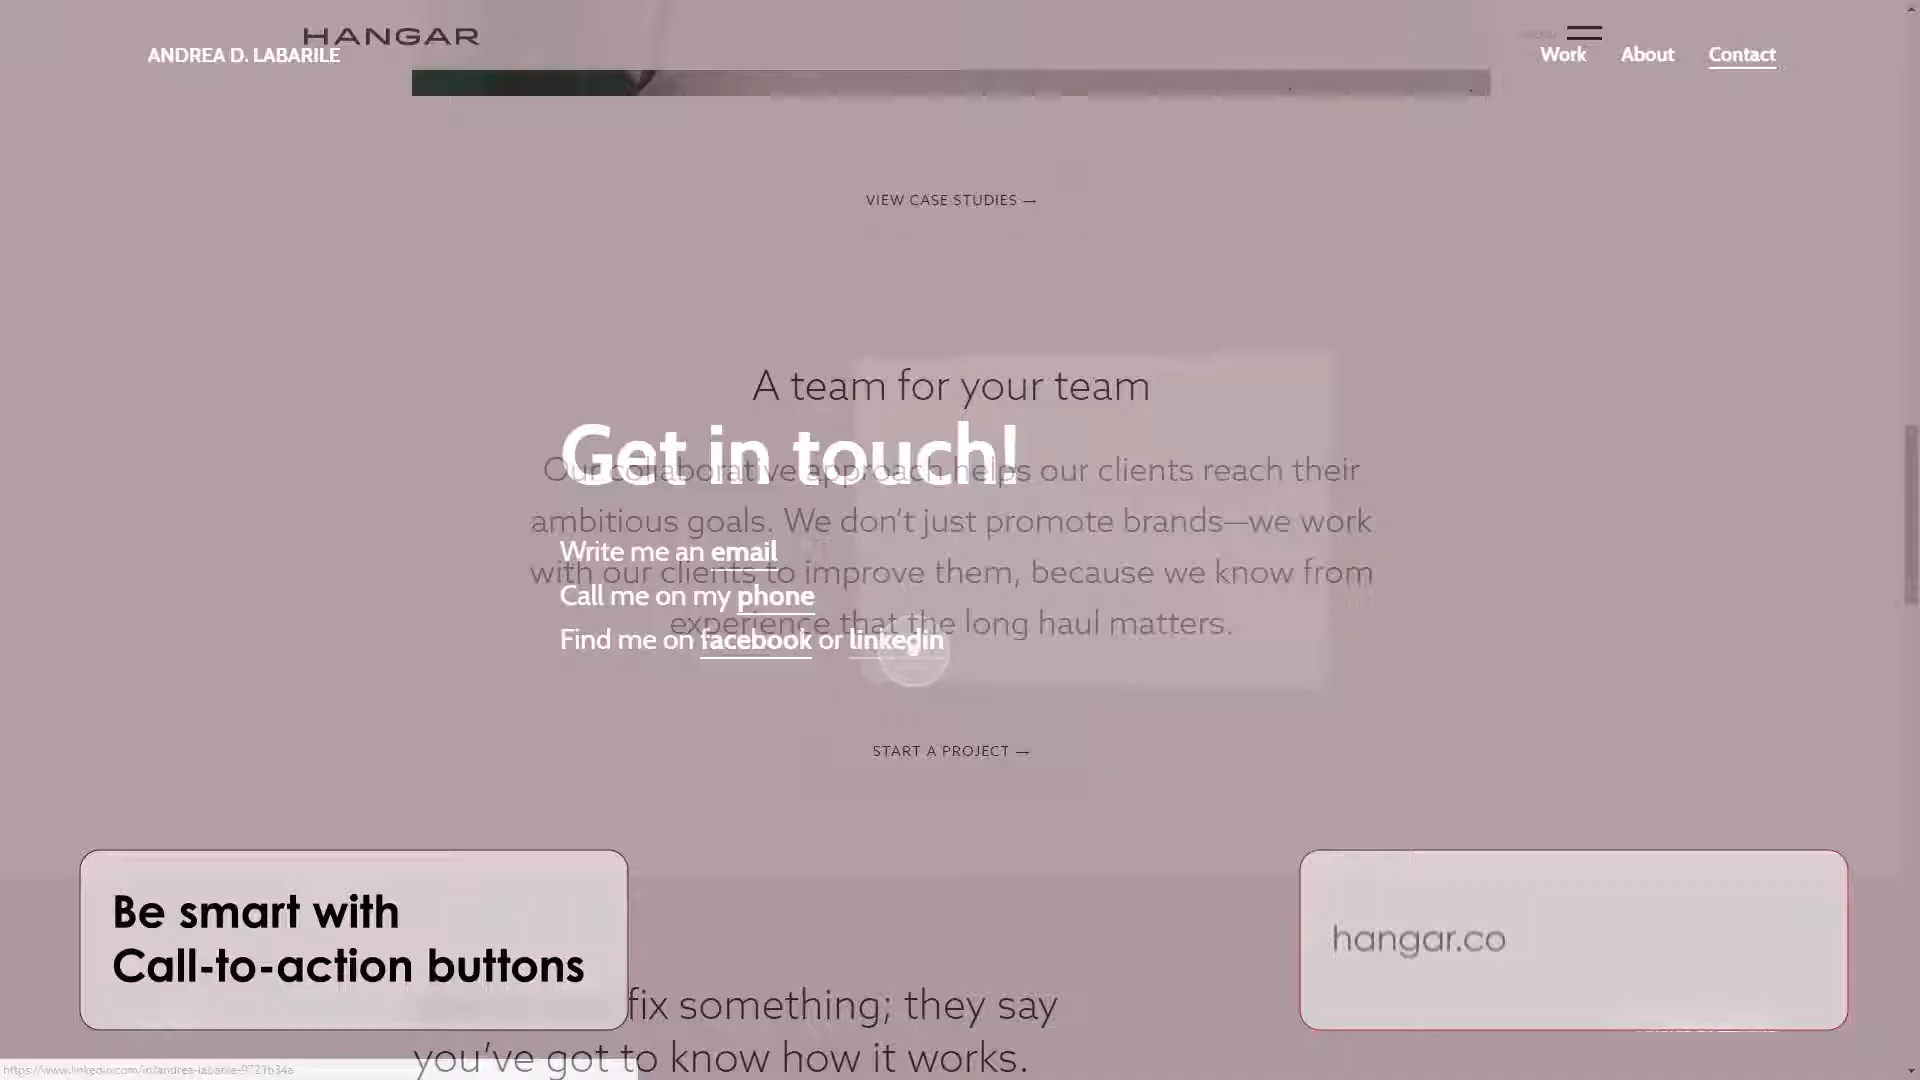 HANGAR
ANDREA D. LABARILE
Work About Contact
VIEW CASE STUDIES →
A team for your team
Get in touch!
Our collaborative approach helps our clients reach their
ambitious goals. We don't just promote brands—we work
with our clients to improve them, because we know from
experience that the long haul matters.
Write me an email
Call me on my phone
Find me on facebook or linkedin
START A PROJECT →
Be smart with
Call-to-action buttons
hangar.co
fix something; they say
you've got to know how it works.